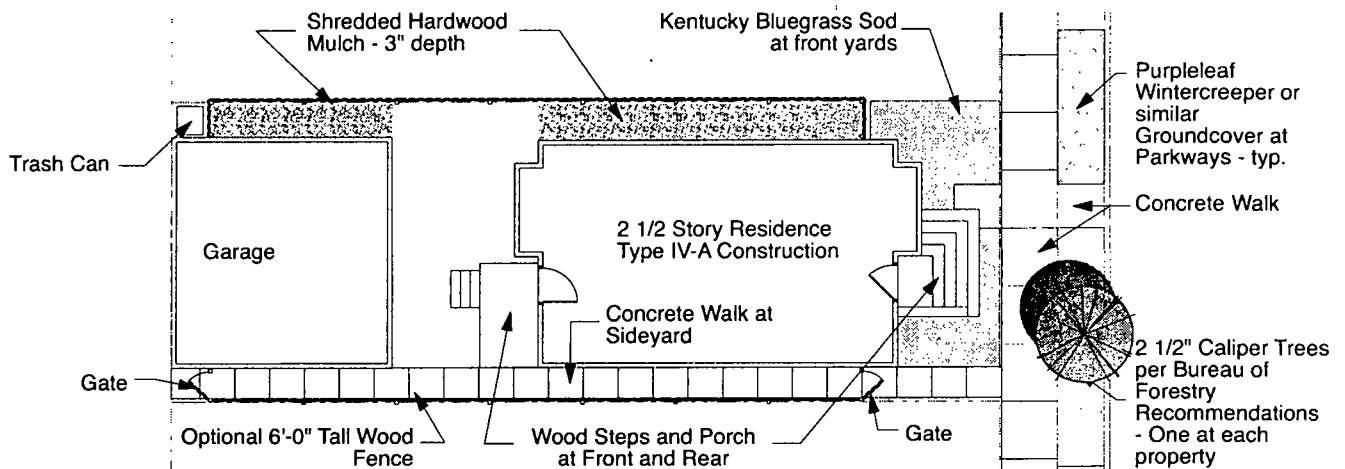 Shredded Hardwood
Mulch - 3" depth
Kentucky Bluegrass Sod
at front yards
Purpleleaf
Wintercreeper or
similar
Groundcover at
Parkways - typ.
Trash Can
Concrete Walk
Garage
2 1/2 Story Residence
Type IV-A Construction
Concrete Walk at
Sideyard
2 1/2" Caliper Trees
per Bureau of
Forestry
Recommendations
- One at each
property
Gate
Optional 6'-0" Tall Wood
Fence
Wood Steps and Porch
at Front and Rear
Gate